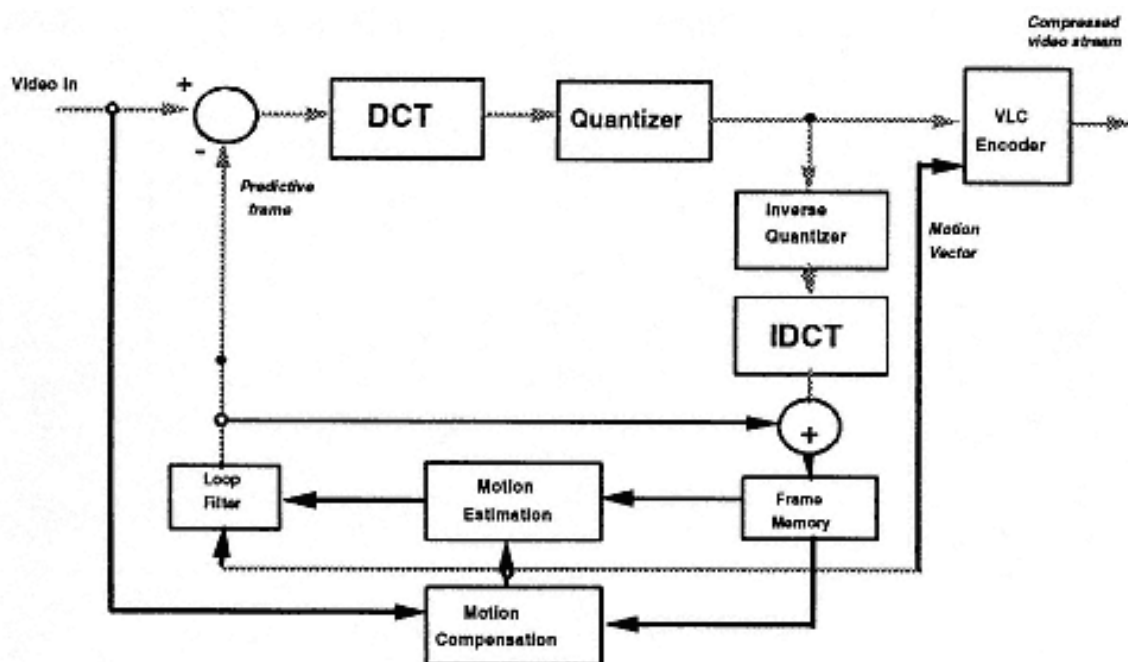 Compressed
video stream
Video in
+
DCT
Quantizer
VLC
Encoder
-
Predictive
frame
Inverse
Quantizer
Motion
Vector
IDCT
+
Loop
Filter
Motion
Estimation
Frame
Memory
Motion
Compensation